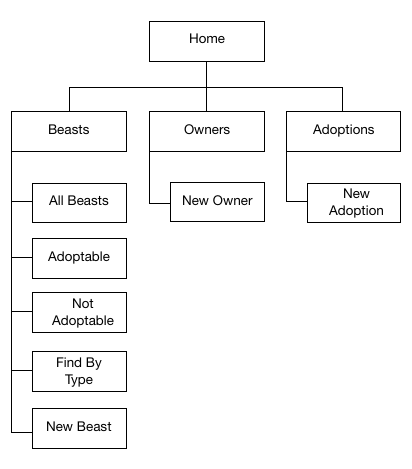 Home
Beasts
Owners
Adoptions
All Beasts
New Owner
New
Adoption
Adoptable
Not
Adoptable
Find By
Type
New Beast